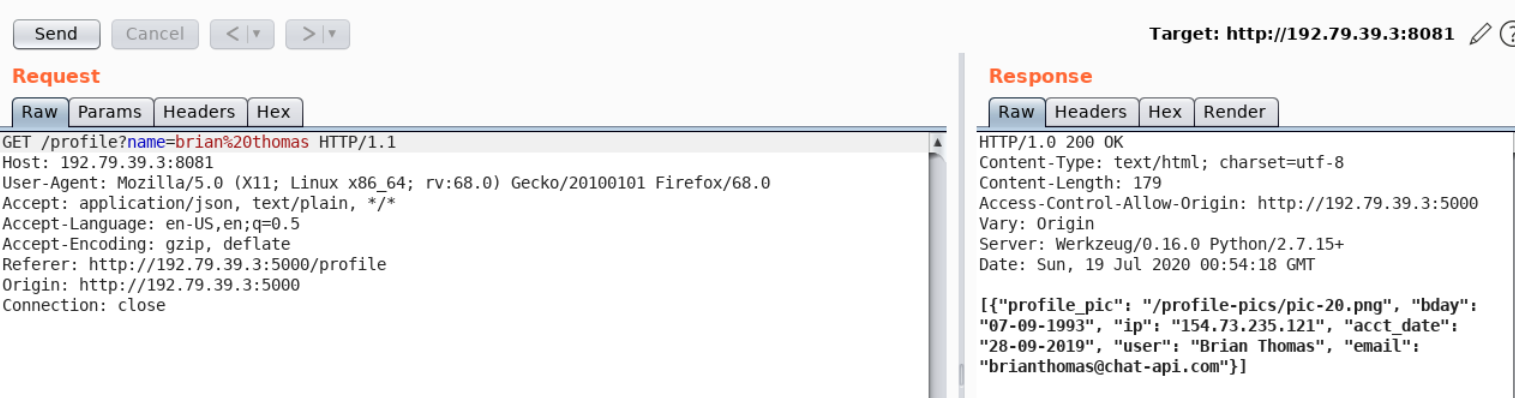 Send Cancel < >
Target: http://192.79.39.3:8081 ?
Request
Raw Params Headers Hex
GET /profile?name=brian%20thomas HTTP/1.1
Host: 192.79.39.3:8081
User-Agent: Mozilla/5.0 (X11; Linux x86_64; rv:68.0) Gecko/20100101 Firefox/68.0
Accept: application/json, text/plain, */*
Accept-Language: en-US,en;q=0.5
Accept-Encoding: gzip, deflate
Referer: http://192.79.39.3:5000/profile
Origin: http://192.79.39.3:5000
Connection: close
Response
Raw Headers Hex Render
HTTP/1.0 200 OK
Content-Type: text/html; charset=utf-8
Content-Length: 179
Access-Control-Allow-Origin: http://192.79.39.3:5000
Vary: Origin
Server: Werkzeug/0.16.0 Python/2.7.15+
Date: Sun, 19 Jul 2020 00:54:18 GMT
[{"profile_pic": "/profile-pics/pic-20.png", "bday":
"07-09-1993", "ip": "154.73.235.121", "acct_date":
"28-09-2019", "user": "Brian Thomas", "email":
"brianthomas@chat-api.com"}]